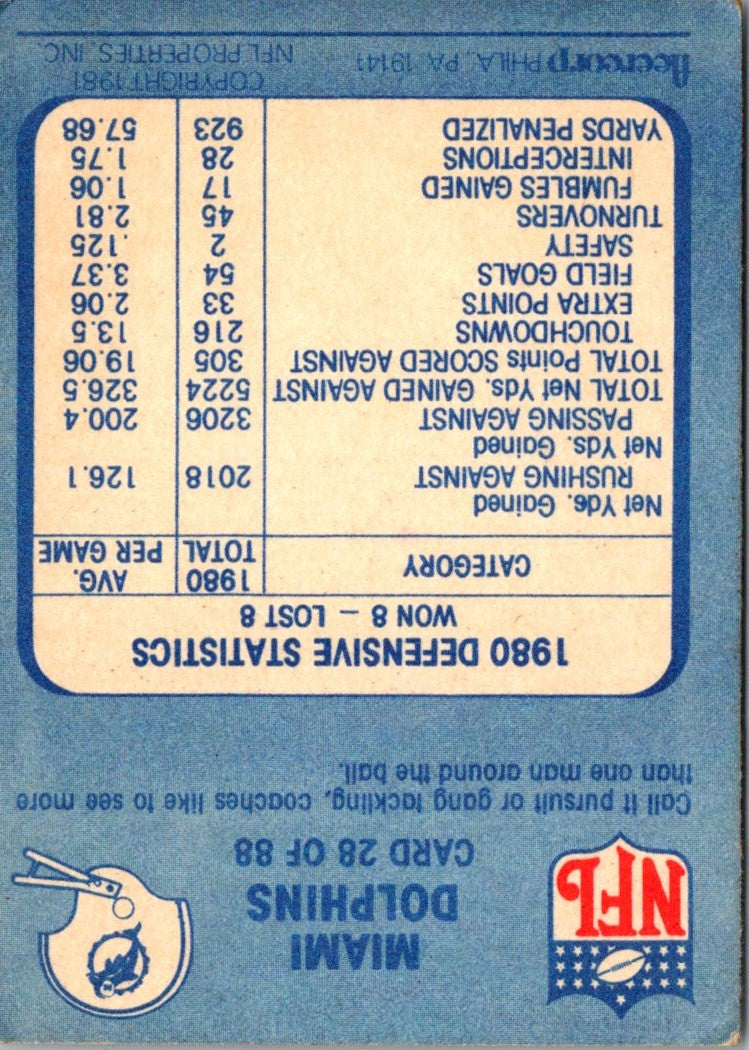 NFL
MIAMI
DOLPHINS
CARD 28 OF 88
Call it pursuit or gang tackling, coaches like to see more
than one man around the ball.
1980 DEFENSIVE STATISTICS
WON 8 – LOST 8
CATEGORY 1980 TOTAL AVG. PER GAME
Net Yds. Gained
RUSHING AGAINST 2018 126.1
Net Yds. Gained
PASSING AGAINST 3206 200.4
TOTAL Net Yds. GAINED AGAINST 5224 326.5
TOTAL Points SCORED AGAINST 305 19.06
TOUCHDOWNS 216 13.5
EXTRA POINTS 33 2.06
FIELD GOALS 54 3.37
SAFETY 2 .125
TURNOVERS 45 2.81
FUMBLES GAINED 17 1.06
INTERCEPTIONS 28 1.75
YARDS PENALIZED 923 57.68
fleercorp PHILA., PA. 19141
COPYRIGHT 1981
NFL PROPERTIES, INC.